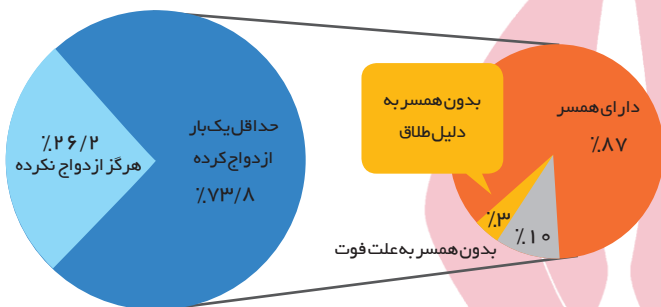 حداقل یک بار
ازدواج کرده
٪۷۳/۸
٪۲۶/۲
هرگز ازدواج نکرده
دارای همسر
٪۸۷
بدون همسر به
دلیل طلاق
٪۳
٪۱۰
بدون همسر به علت فوت